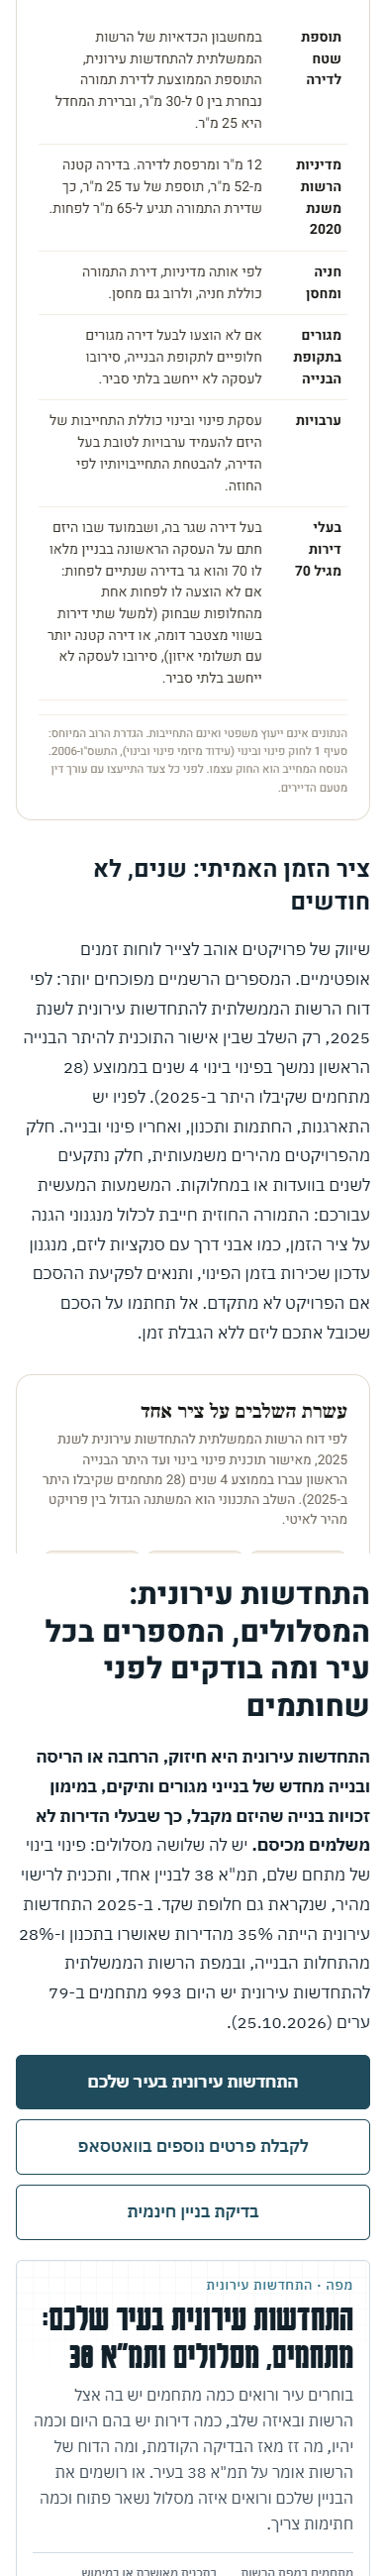 תוספת שטח לדירה
במחשבון הכדאיות של הרשות
הממשלתית להתחדשות עירונית,
התוספת הממוצעת לדירת תמורה
נבחרת בין 0 ל-30 מ"ר, וברירת המחדל
היא 25 מ"ר.
מדיניות הרשות משנת 2020
12 מ"ר ומרפסת לדירה. בדירה קטנה
מ-52 מ"ר, תוספת של עד 25 מ"ר, כך
שדירת התמורה תגיע ל-65 מ"ר לפחות.
חניה ומחסן
לפי אותה מדיניות, דירת התמורה
כוללת חניה, ולרוב גם מחסן.
מגורים בתקופת הבנייה
אם לא הוצעו לבעל דירה מגורים
חלופיים לתקופת הבנייה, סירובו
לעסקה לא ייחשב בלתי סביר.
ערבויות
עסקת פינוי ובינוי כוללת התחייבות של
היזם להעמיד ערבויות לטובת בעל
הדירה, להבטחת התחייבויותיו לפי
החוזה.
בעלי דירות מגיל 70
בעל דירה שגר בה, ושבמועד שבו היזם
חתם על העסקה הראשונה בבניין מלאו
לו 70 והוא גר בדירה שנתיים לפחות:
אם לא הוצעה לו לפחות אחת
מהחלופות שבחוק (למשל שתי דירות
בשווי מצטבר דומה, או דירה קטנה יותר
עם תשלומי איזון), סירובו לעסקה לא
ייחשב בלתי סביר.
הנתונים אינם ייעוץ משפטי ואינם התחייבות. הגדרת הרוב המיוחס:
סעיף 1 לחוק פינוי ובינוי (עידוד מיזמי פינוי ובינוי), התשס"ו-2006.
הנוסח המחייב הוא החוק עצמו. לפני כל צעד התייעצו עם עורך דין
מטעם הדיירים.
ציר הזמן האמיתי: שנים, לא
חודשים
שיווק של פרויקטים אוהב לצייר לוחות זמנים
אופטימיים. המספרים הרשמיים מפוכחים יותר: לפי
דוח הרשות הממשלתית להתחדשות עירונית לשנת
2025, רק השלב שבין אישור התוכנית להיתר הבנייה
הראשון נמשך בפינוי בינוי 4 שנים בממוצע (28
מתחמים שקיבלו היתר ב-2025). לפניו יש
התארגנות, החתמות ותכנון, ואחריו פינוי ובנייה. חלק
מהפרויקטים מהירים משמעותית, חלק נתקעים
לשנים בוועדות או במחלוקות. המשמעות המעשית
עבורכם: התמורה החוזית חייבת לכלול מנגנוני הגנה
על ציר הזמן, כמו אבני דרך עם סנקציות ליזם, מנגנון
עדכון שכירות בזמן הפינוי, ותנאים לפקיעת ההסכם
אם הפרויקט לא מתקדם. אל תחתמו על הסכם
שכובל אתכם ליזם ללא הגבלת זמן.
עשרת השלבים על ציר אחד
לפי דוח הרשות הממשלתית להתחדשות עירונית לשנת
2025, מאישור תוכנית פינוי בינוי ועד היתר הבנייה
הראשון עברו בממוצע 4 שנים (28 מתחמים שקיבלו היתר
ב-2025). השלב התכנוני הוא המשתנה הגדול בין פרויקט
מהיר לאיטי.
התחדשות עירונית:
המסלולים, המספרים בכל
עיר ומה בודקים לפני
שחותמים
התחדשות עירונית היא חיזוק, הרחבה או הריסה
ובנייה מחדש של בנייני מגורים ותיקים, במימון
זכויות בנייה שהיזם מקבל, כך שבעלי הדירות לא
משלמים מכיסם. יש לה שלושה מסלולים: פינוי בינוי
של מתחם שלם, תמ"א 38 לבניין אחד, ותכנית לרישוי
מהיר, שנקראת גם חלופת שקד. ב-2025 התחדשות
עירונית הייתה 35% מהדירות שאושרו בתכנון ו-28%
מהתחלות הבנייה, ובמפת הרשות הממשלתית
להתחדשות עירונית יש היום 993 מתחמים ב-79
ערים (25.10.2026).
התחדשות עירונית בעיר שלכם
לקבלת פרטים נוספים בוואטסאפ
בדיקת בניין חינמית
מפה · התחדשות עירונית
התחדשות עירונית בעיר שלכם:
מתחמים, מסלולים ותמ"א 38
בוחרים עיר ורואים כמה מתחמים יש בה אצל
הרשות ובאיזה שלב, כמה דירות יש בהם היום וכמה
יהיו, מה זז מאז הבדיקה הקודמת, ומה הדוח של
הרשות אומר על תמ"א 38 בעיר. או רושמים את
הבניין שלכם ורואים איזה מסלול נשאר פתוח וכמה
חתימות צריך.
מתחמים במפת הרשות
בתכנית מאושרת או במימוש